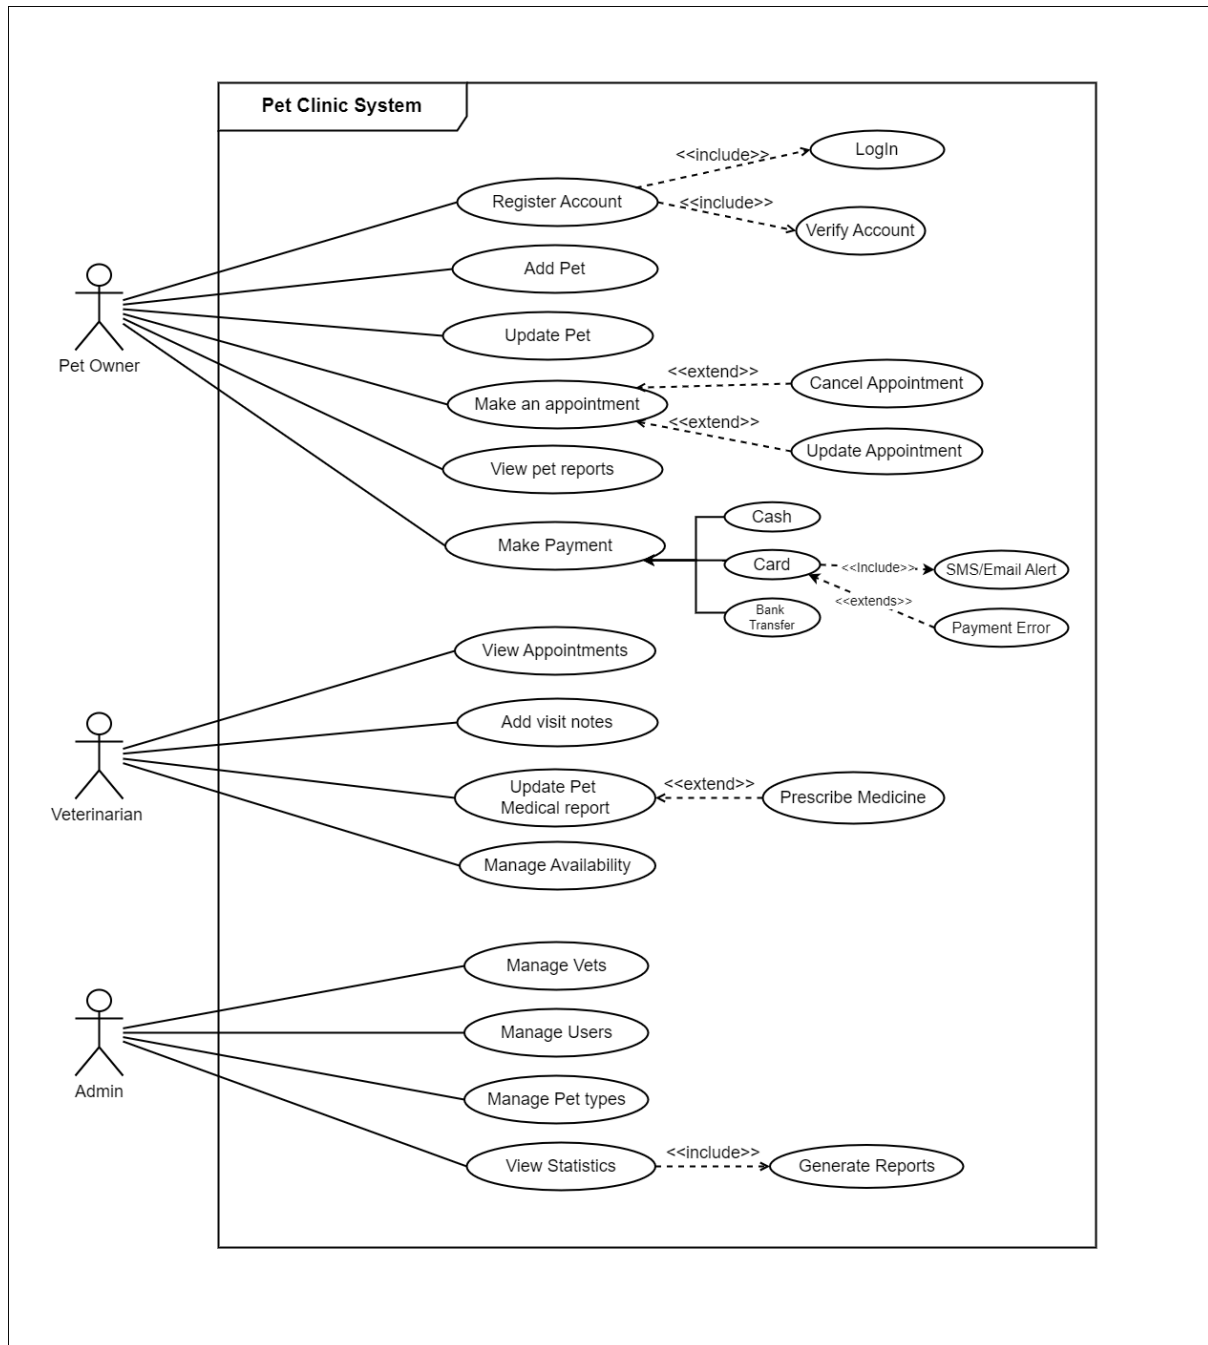 Pet Clinic System
<<include>>
LogIn
Register Account
<<include>>
Verify Account
Add Pet
Pet Owner
Update Pet
<<extend>>
Cancel Appointment
Make an appointment
<<extend>>
Update Appointment
View pet reports
Cash
Make Payment
Card
<<Include>>
SMS/Email Alert
<<extends>>
Bank
Transfer
Payment Error
View Appointments
Add visit notes
Veterinarian
Update Pet
Medical report
<<extend>>
Prescribe Medicine
Manage Availability
Manage Vets
Manage Users
Admin
Manage Pet types
View Statistics
<<include>>
Generate Reports